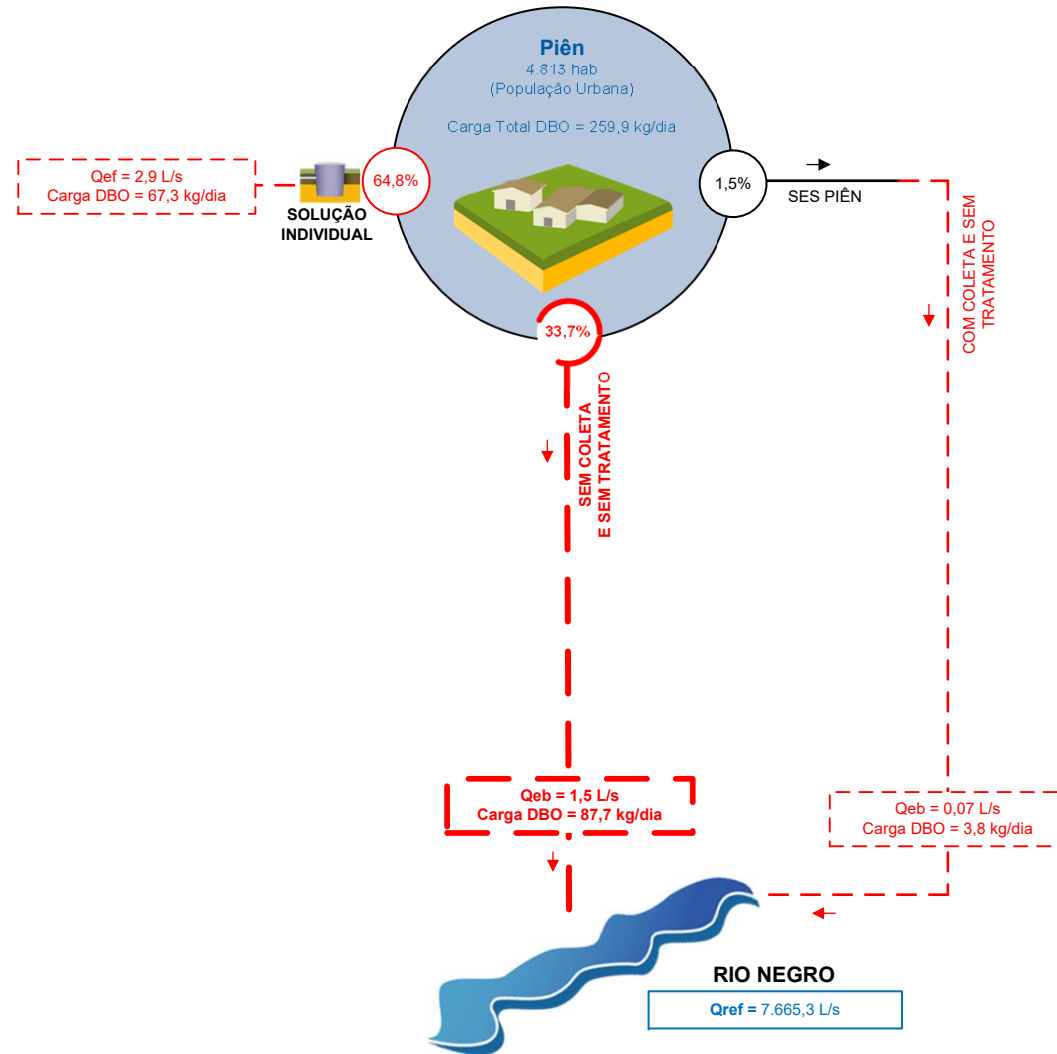 Piên
4.813 hab
(População Urbana)
Carga Total DBO = 259,9 kg/dia
Qef = 2,9 L/s
Carga DBO = 67,3 kg/dia
SOLUÇÃO
INDIVIDUAL
64,8%
1,5%
SES PIÊN
COM COLETA E SEM
TRATAMENTO
33,7%
SEM COLETA
E SEM TRATAMENTO
Qeb = 1,5 L/s
Carga DBO = 87,7 kg/dia
Qeb = 0,07 L/s
Carga DBO = 3,8 kg/dia
RIO NEGRO
Qref = 7.665,3 L/s